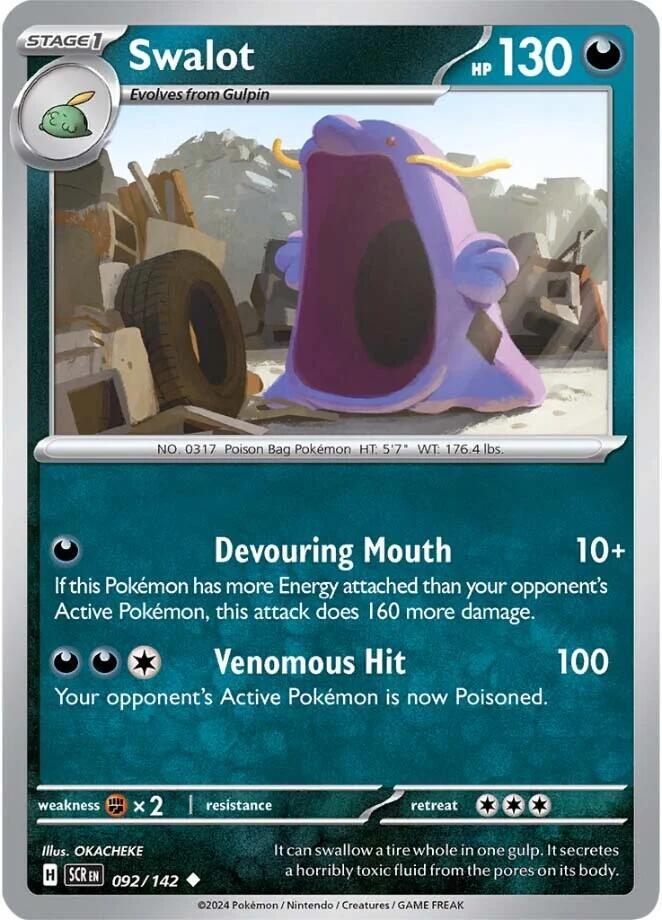 STAGE1
Swalot
HP 130
Evolves from Gulpin
NO. 0317 Poison Bag Pokémon HT: 5'7" WT: 176.4 lbs.
Devouring Mouth 10+
If this Pokémon has more Energy attached than your opponent's
Active Pokémon, this attack does 160 more damage.
Venomous Hit 100
Your opponent's Active Pokémon is now Poisoned.
weakness ×2 resistance retreat
Illus. OKACHEKE
It can swallow a tire whole in one gulp. It secretes
a horribly toxic fluid from the pores on its body.
H SCR EN 092/142
©2024 Pokémon / Nintendo / Creatures / GAME FREAK